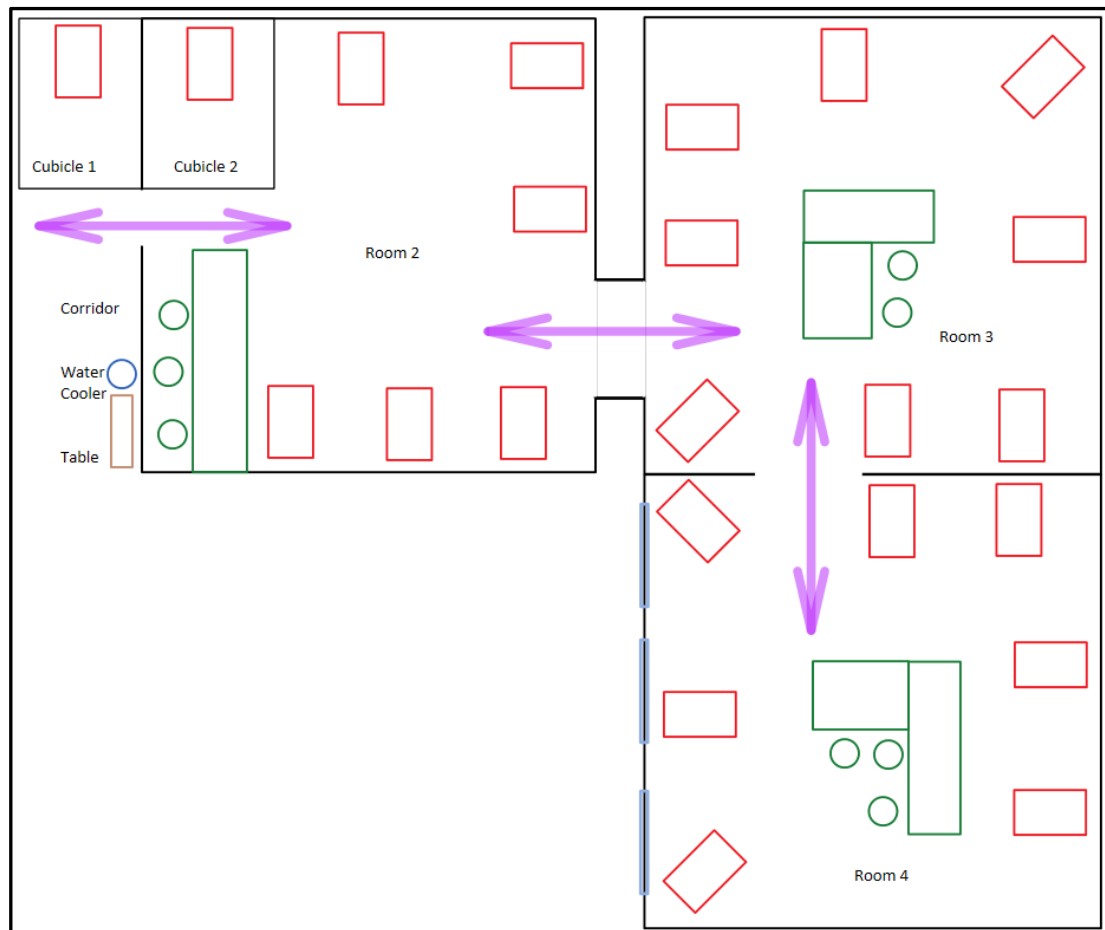 Cubicle 1
Cubicle 2
Room 2
Corridor
Water
Cooler
Table
Room 3
Room 4